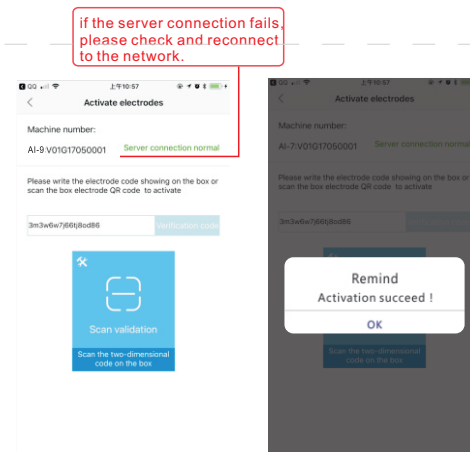 if the server connection fails,
please check and reconnect
to the network.
QQ 上午10:57
Activate electrodes
Machine number:
AI-9:V01G17050001 Server connection normal
Please write the electrode code showing on the box or
scan the box electrode QR code to activate
3m3w6w7j66tj8od86 Verification code
Scan validation
Scan the two-dimensional
code on the box
QQ 上午10:57
Activate electrodes
Machine number:
AI-7:V01G17050001 Server connection normal
Please write the electrode code showing on the box or
scan the box electrode QR code to activate
3m3w6w7j66tj8od86
Remind
Activation succeed !
OK
Scan the two-dimensional
code on the box